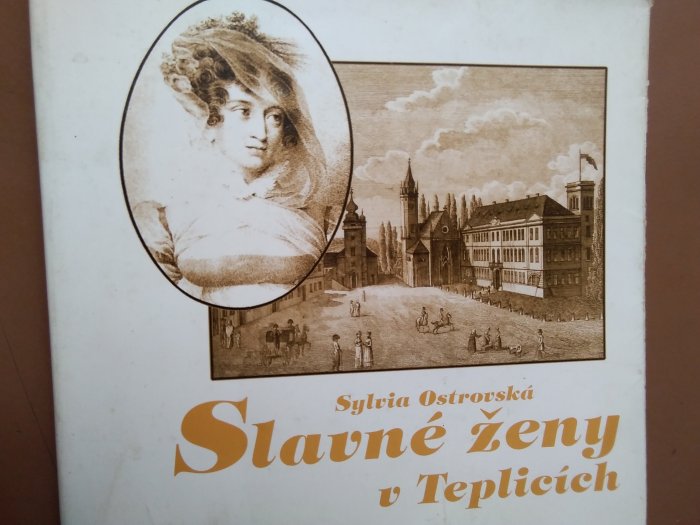 Sylvia Ostrovská
Slavné ženy
v Teplicích